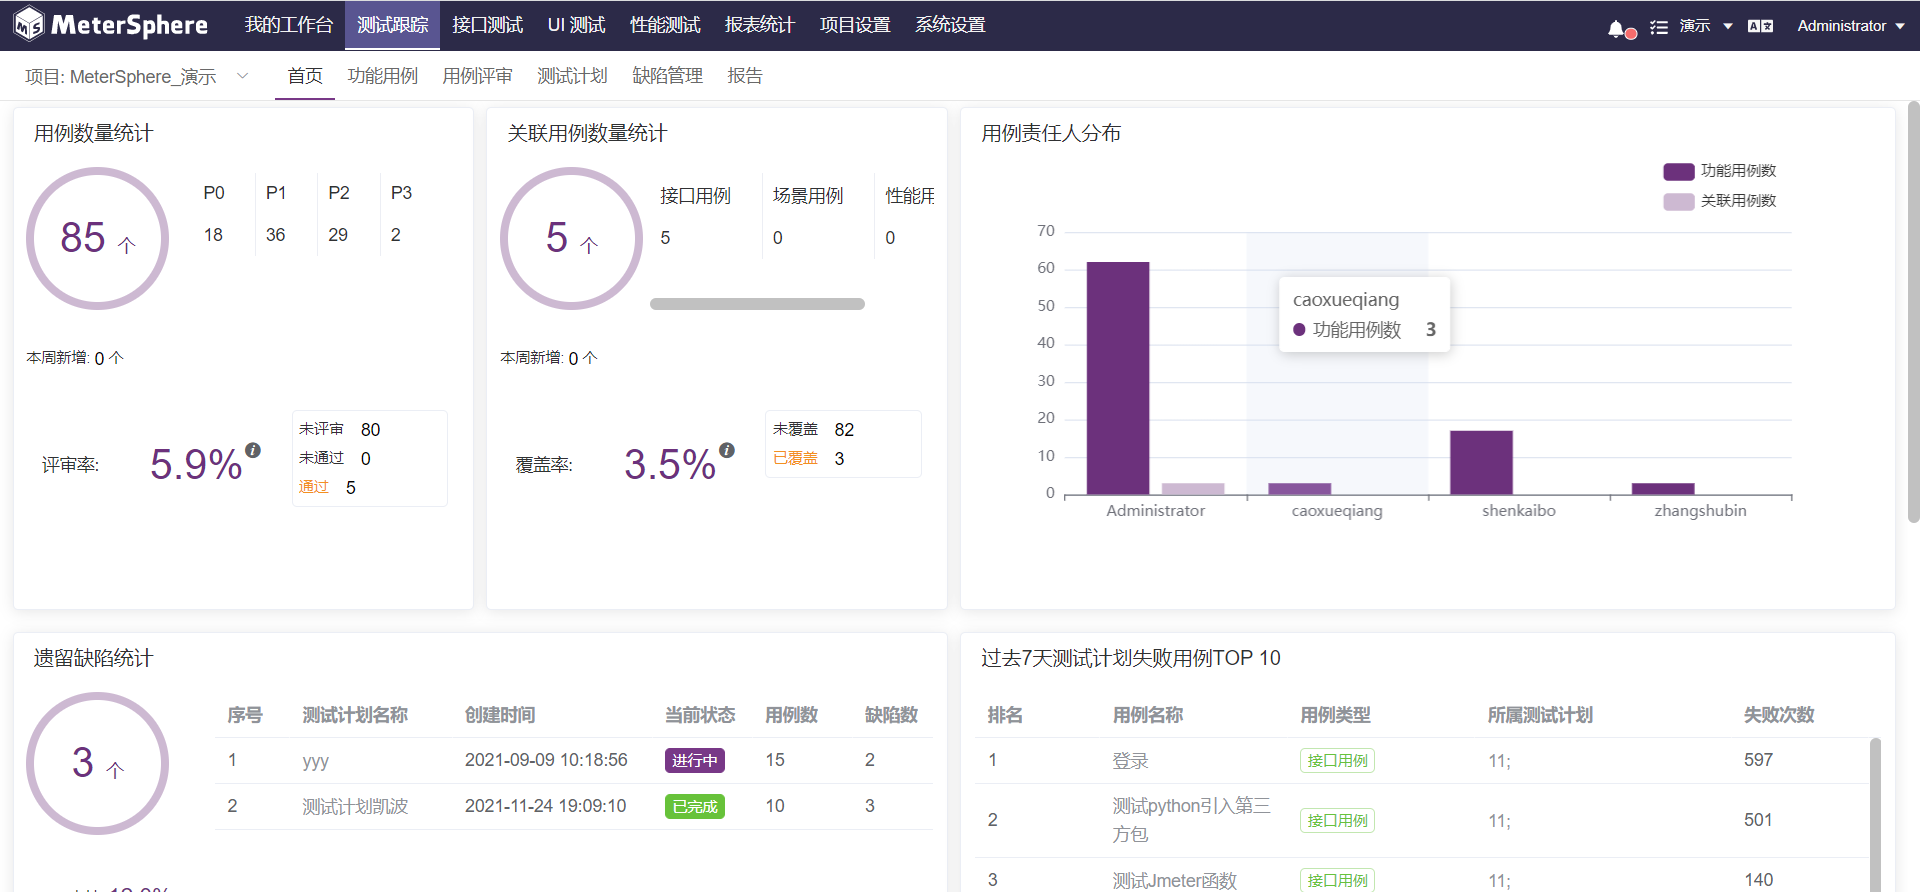 MeterSphere 我的工作台 测试跟踪 接口测试 UI 测试 性能测试 报表统计 项目设置 系统设置 演示 Administrator
项目: MeterSphere_演示 首页 功能用例 用例评审 测试计划 缺陷管理 报告
用例数量统计
85 个
P0 P1 P2 P3
18 36 29 2
本周新增: 0 个
评审率: 5.9%
未评审 80
未通过 0
通过 5
关联用例数量统计
5 个
接口用例 场景用例 性能用
5 0 0
本周新增: 0 个
覆盖率: 3.5%
未覆盖 82
已覆盖 3
用例责任人分布
功能用例数
关联用例数
70
60
50
40
30
20
10
0
caoxueqiang
功能用例数 3
Administrator caoxueqiang shenkaibo zhangshubin
遗留缺陷统计
3 个
序号 测试计划名称 创建时间 当前状态 用例数 缺陷数
1 yyy 2021-09-09 10:18:56 进行中 15 2
2 测试计划凯波 2021-11-24 19:09:10 已完成 10 3
过去7天测试计划失败用例TOP 10
排名 用例名称 用例类型 所属测试计划 失败次数
1 登录 接口用例 11; 597
2 测试python引入第三方包 接口用例 11; 501
3 测试Jmeter函数 接口用例 11; 140